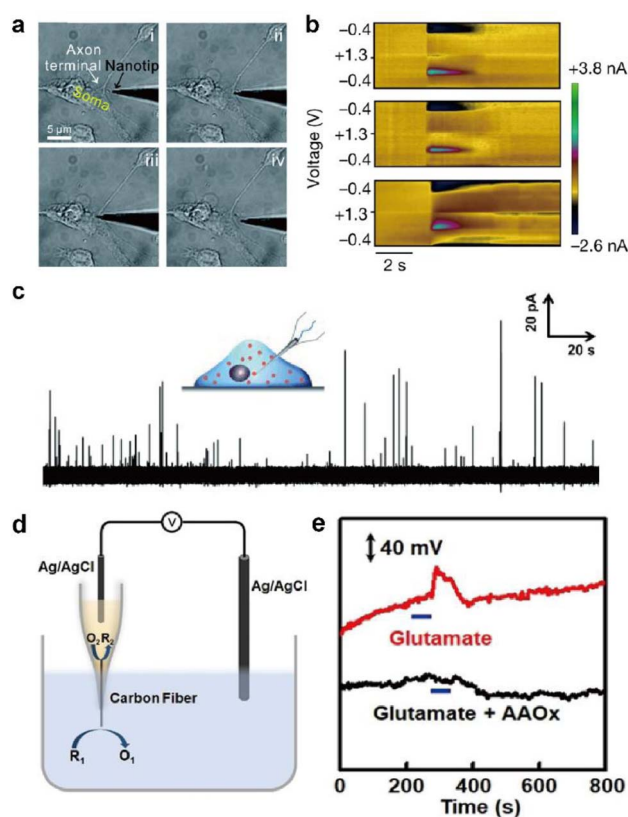 a
Axon terminal
Nanotip
Soma
5 µm
i
ii
iii
iv
b
Voltage (V)
−0.4
+1.3
−0.4
−0.4
+1.3
−0.4
−0.4
+1.3
−0.4
2 s
+3.8 nA
−2.6 nA
c
20 pA
20 s
d
V
Ag/AgCl
Ag/AgCl
O₂R₂
Carbon Fiber
R₁
O₁
e
40 mV
Glutamate
Glutamate + AAOx
0
200
400
600
800
Time (s)